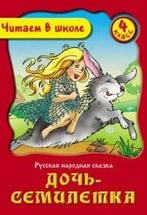 Читаем в школе
4 класс
Русская народная сказка
ДОЧЬ-
СЕМИЛЕТКА